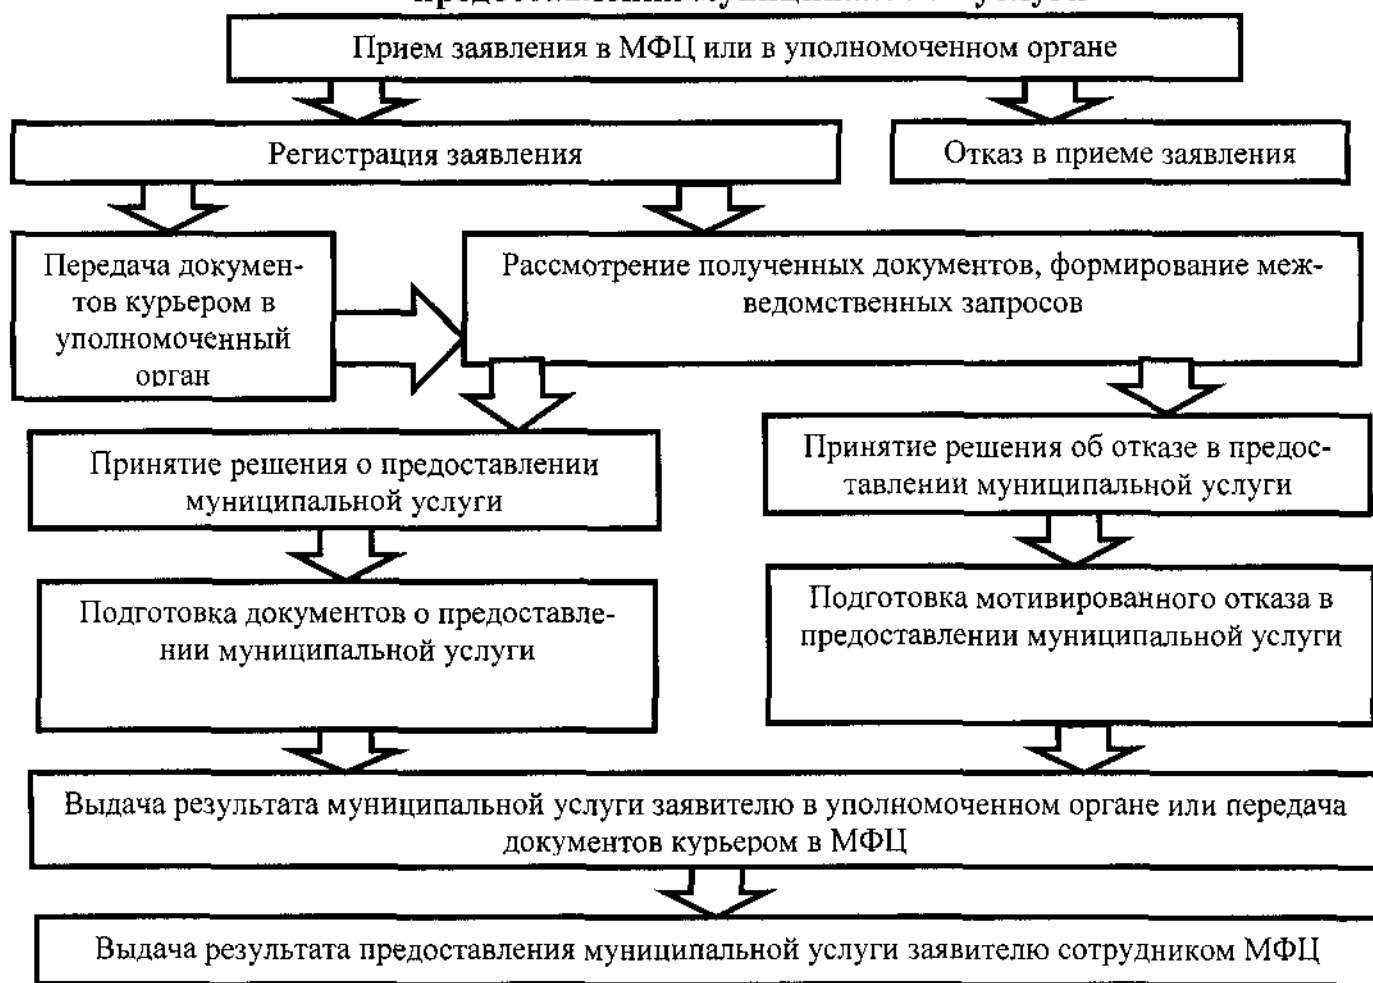 Прием заявления в МФЦ или в уполномоченном органе
Регистрация заявления
Отказ в приеме заявления
Передача докумен-
тов курьером в
уполномоченный
орган
Рассмотрение полученных документов, формирование меж-
ведомственных запросов
Принятие решения о предоставлении
муниципальной услуги
Принятие решения об отказе в предос-
тавлении муниципальной услуги
Подготовка документов о предоставле-
нии муниципальной услуги
Подготовка мотивированного отказа в
предоставлении муниципальной услуги
Выдача результата муниципальной услуги заявителю в уполномоченном органе или передача
документов курьером в МФЦ
Выдача результата предоставления муниципальной услуги заявителю сотрудником МФЦ